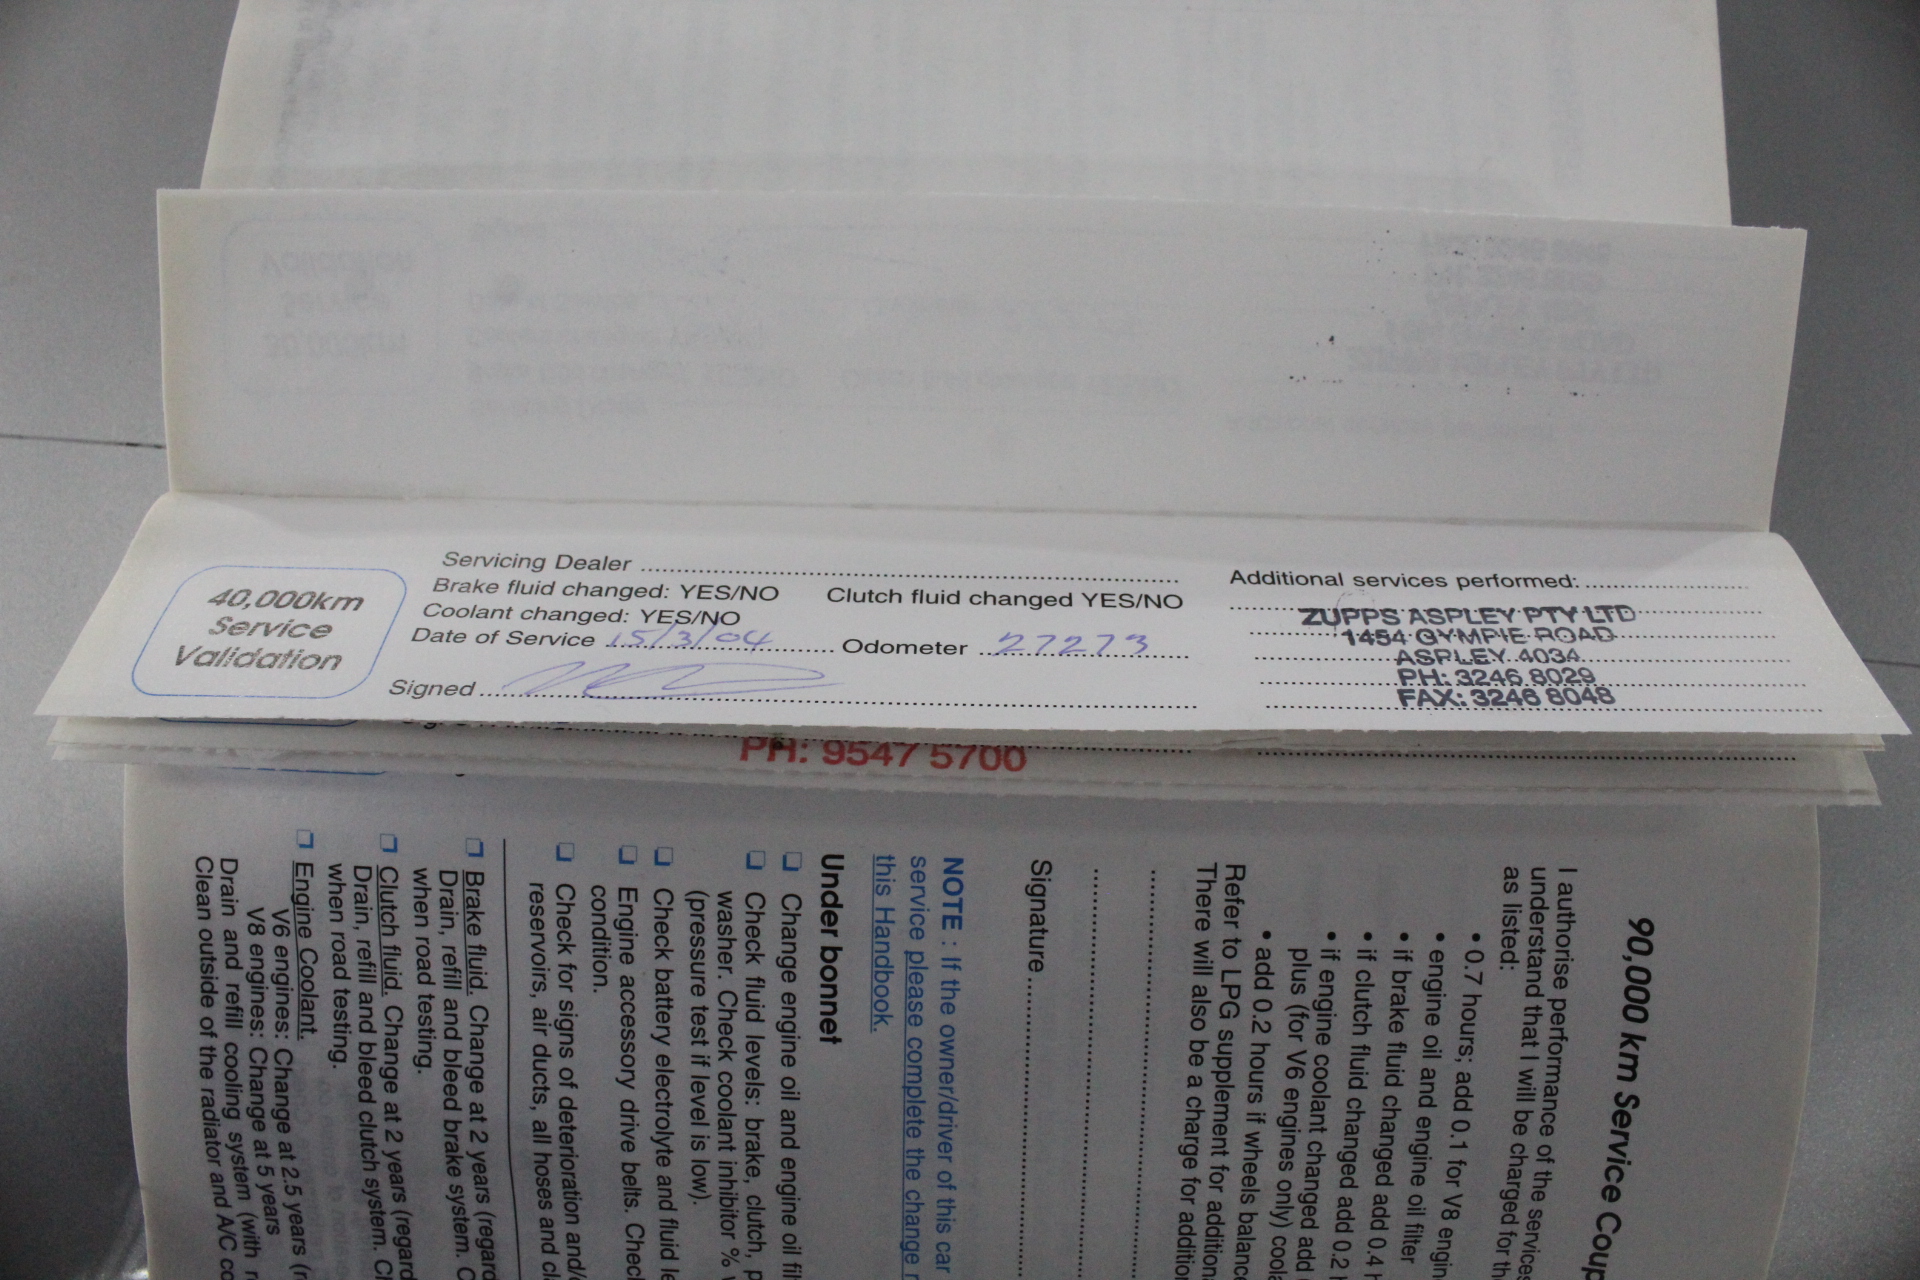 40,000km
Service
Validation
Servicing Dealer
Brake fluid changed: YES/NO Clutch fluid changed YES/NO
Coolant changed: YES/NO
Date of Service 15/3/04 Odometer 27273
Signed
Additional services performed:
ZUPPS ASPLEY PTY LTD
1454 GYMPIE ROAD
ASPLEY 4034
PH: 3246 8029
FAX: 3246 8048
PH: 9547 5700
90,000 km Service Coup
I authorise performance of the services
understand that I will be charged for th
as listed:
• 0.7 hours; add 0.1 for V8 engin
• engine oil and engine oil filter
• if brake fluid changed add 0.4 h
• if clutch fluid changed add 0.2 h
• if engine coolant changed add
plus (for V6 engines only) coola
• add 0.2 hours if wheels balance
Refer to LPG supplement for addition
There will also be a charge for addition
Signature
NOTE : If the owner/driver of this car
service please complete the change
this Handbook.
Under bonnet
❑ Change engine oil and engine oil fil
❑ Check fluid levels: brake, clutch, p
washer. Check coolant inhibitor %
(pressure test if level is low).
❑ Check battery electrolyte and fluid le
❑ Engine accessory drive belts. Chec
condition.
❑ Check for signs of deterioration and/
reservoirs, air ducts, all hoses and cl
❑ Brake fluid. Change at 2 years (regard
Drain, refill and bleed brake system. C
when road testing.
❑ Clutch fluid. Change at 2 years (regard
Drain, refill and bleed clutch system. Ch
when road testing.
❑ Engine Coolant.
V6 engines: Change at 2.5 years (r
V8 engines: Change at 5 years
Drain and refill cooling system (with r
Clean outside of the radiator and A/C co